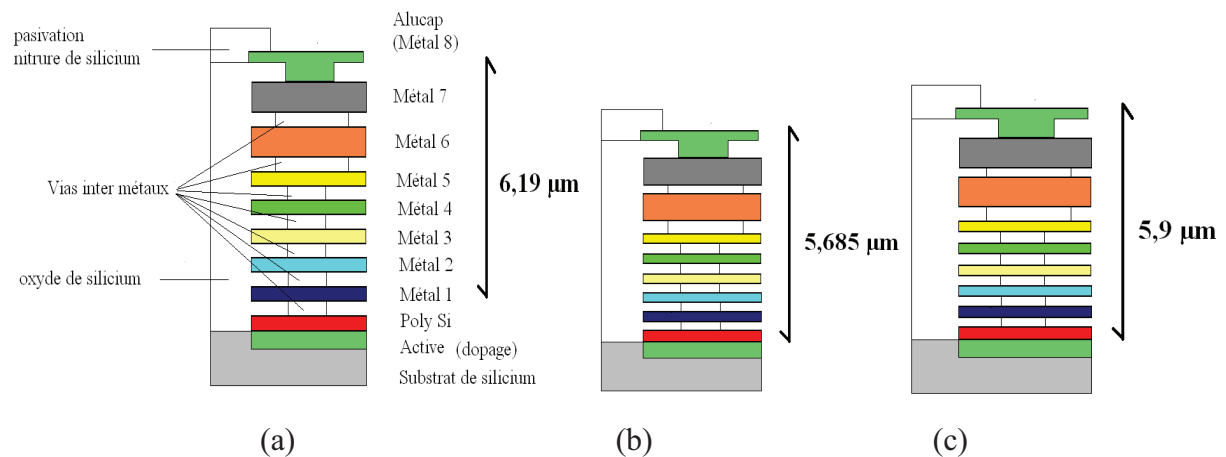 pasivation
nitrure de silicium
Vias inter métaux
oxyde de silicium
Alucap
(Métal 8)
Métal 7
Métal 6
Métal 5
Métal 4
Métal 3
Métal 2
Métal 1
Poly Si
Active (dopage)
Substrat de silicium
6,19 µm
5,685 µm
5,9 µm
(a)
(b)
(c)